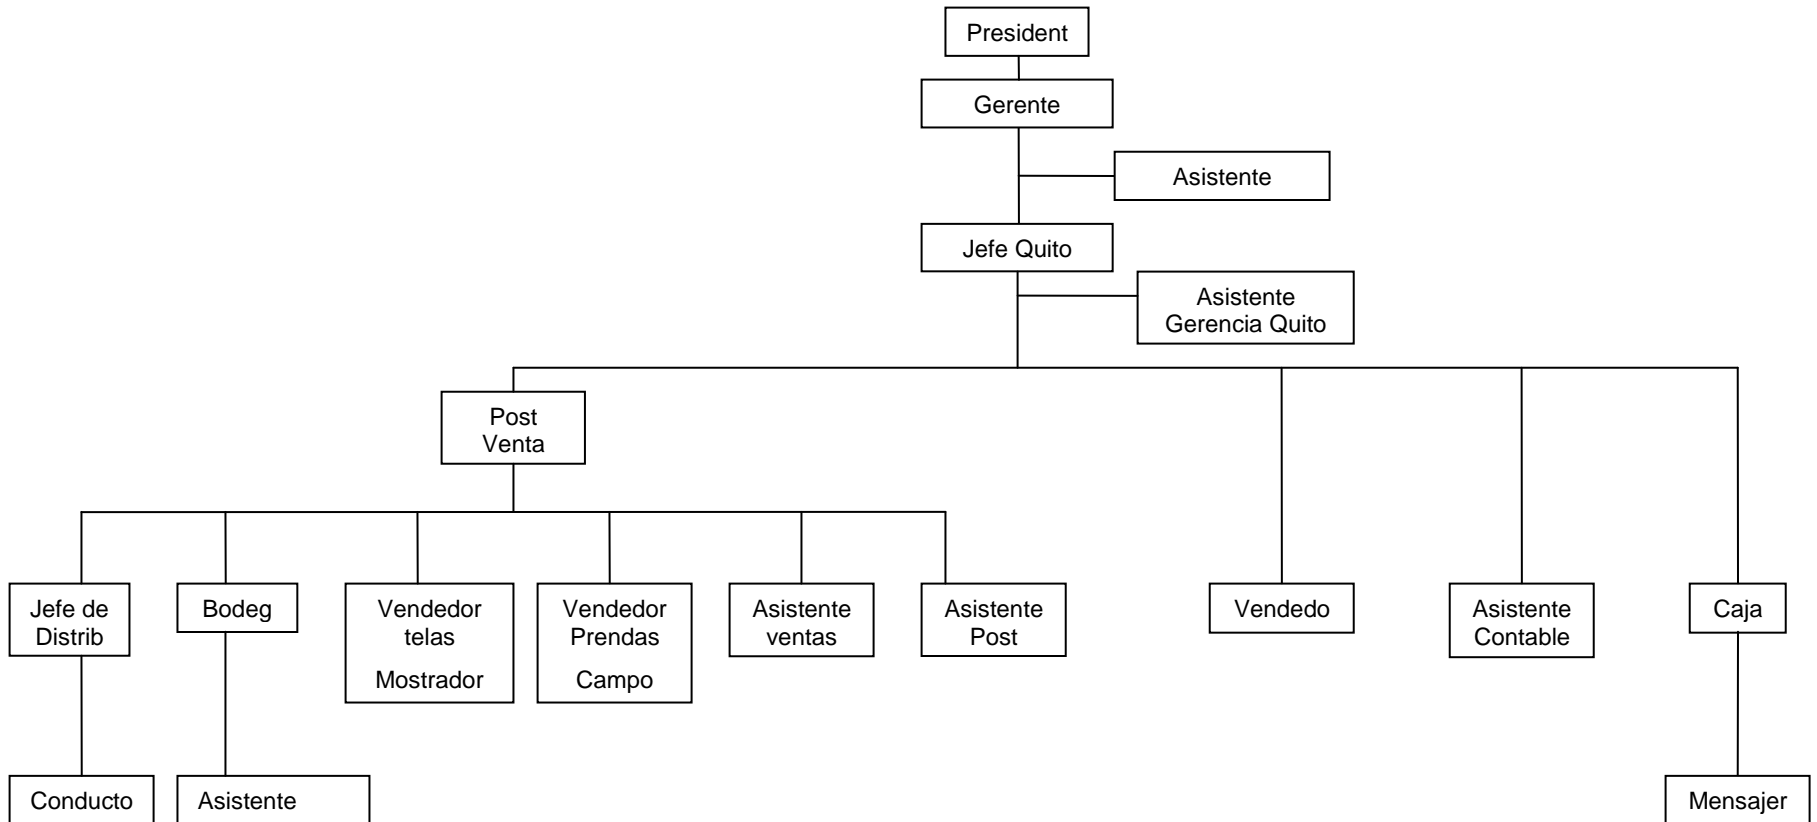 President
Gerente
Asistente
Jefe Quito
Asistente
Gerencia Quito
Post
Venta
Jefe de
Distrib
Bodeg
Vendedor
telas
Mostrador
Vendedor
Prendas
Campo
Asistente
ventas
Asistente
Post
Vendedo
Asistente
Contable
Caja
Conducto
Asistente
Mensajer